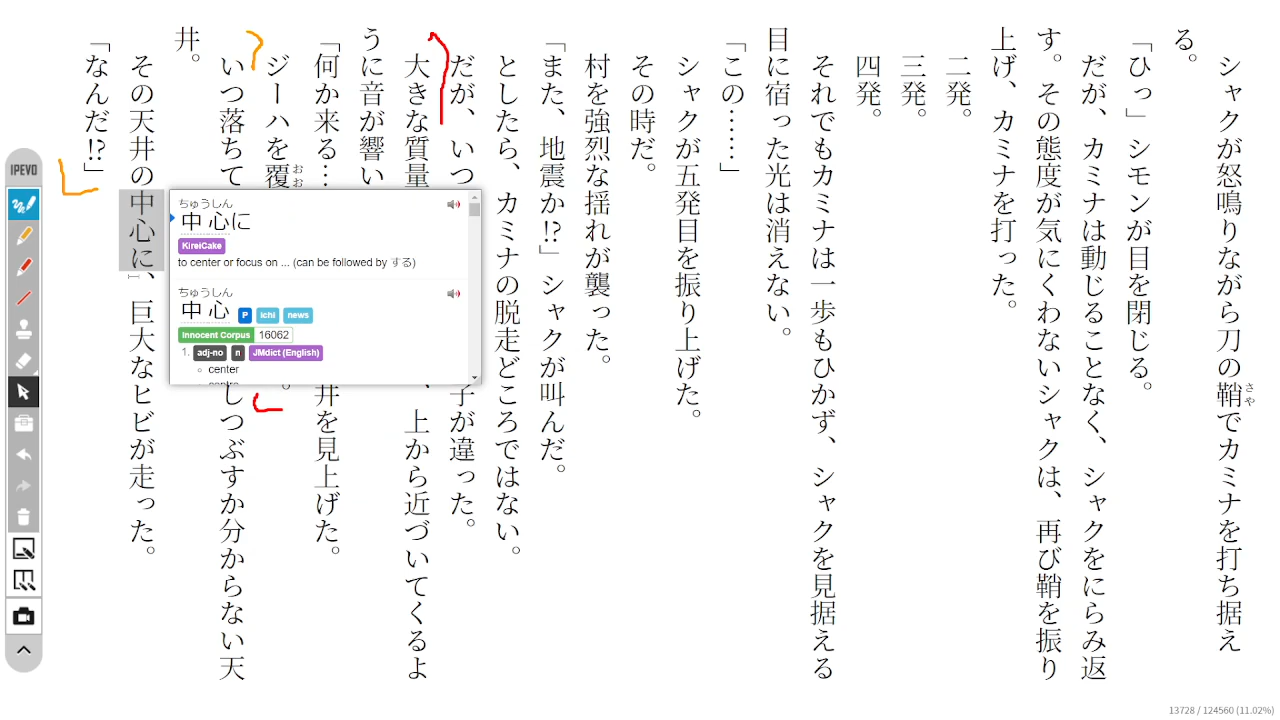 シャクが怒鳴りながら刀の鞘でカミナを打ち据え
さや
る。
「ひっ」シモンが目を閉じる。
だが、カミナは動じることなく、シャクをにらみ返
す。その態度が気にくわないシャクは、再び鞘を振り
上げ、カミナを打った。
二発。
三発。
四発。
それでもカミナは一歩もひかず、シャクを見据える
目に宿った光は消えない。
「この……」
シャクが五発目を振り上げた。
その時だ。
村を強烈な揺れが襲った。
「また、地震か!?」シャクが叫んだ。
としたら、カミナの脱走どころではない。
だが、いつ
子が違った。
大きな質量
、上から近づいてくるよ
うに音が響い
「何か来る…
井を見上げた。
ジーハを覆
おお
。
いつ落ちて
しつぶすか分からない天
井。
その天井の中心に、巨大なヒビが走った。
「なんだ!?」
ちゅうしん
中心に
KireiCake
to center or focus on ... (can be followed by する)
ちゅうしん
中心 P ichi news
Innocent Corpus 16062
1. adj-no n JMdict (English)
center
IPEVO
13728 / 124560 (11.02%)